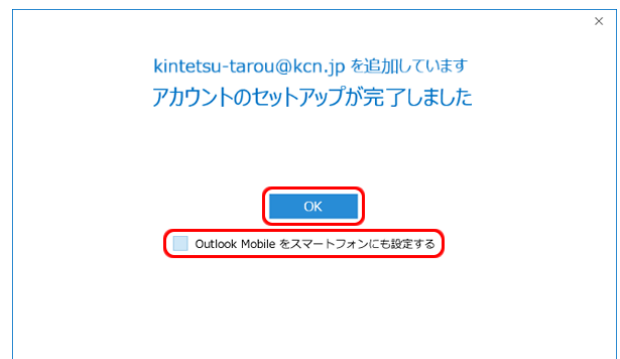 kintetsu-tarou@kcn.jp を追加しています
アカウントのセットアップが完了しました
OK
Outlook Mobile をスマートフォンにも設定する